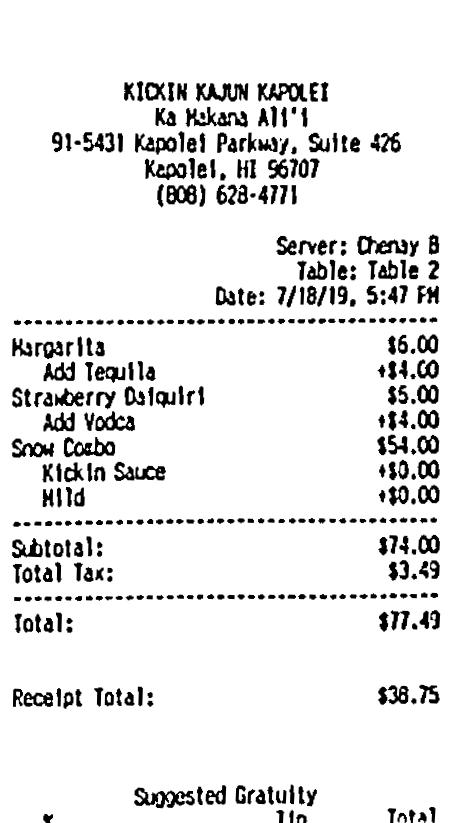 KICKIN KAJUN KAPOLEI
Ka Makana Ali'i
91-5431 Kapolei Parkway, Suite 426
Kapolei, HI 96707
(808) 628-4771
Server: Chenay B
Table: Table 2
Date: 7/18/19, 5:47 PM
Margarita $6.00
Add Tequila +$4.00
Strawberry Daiquiri $6.00
Add Vodca +$4.00
Snow Combo $54.00
Kickin Sauce +$0.00
Mild +$0.00
Subtotal: $74.00
Total Tax: $3.49
Total: $77.49
Receipt Total: $38.75
Suggested Gratuity
% Tip Total